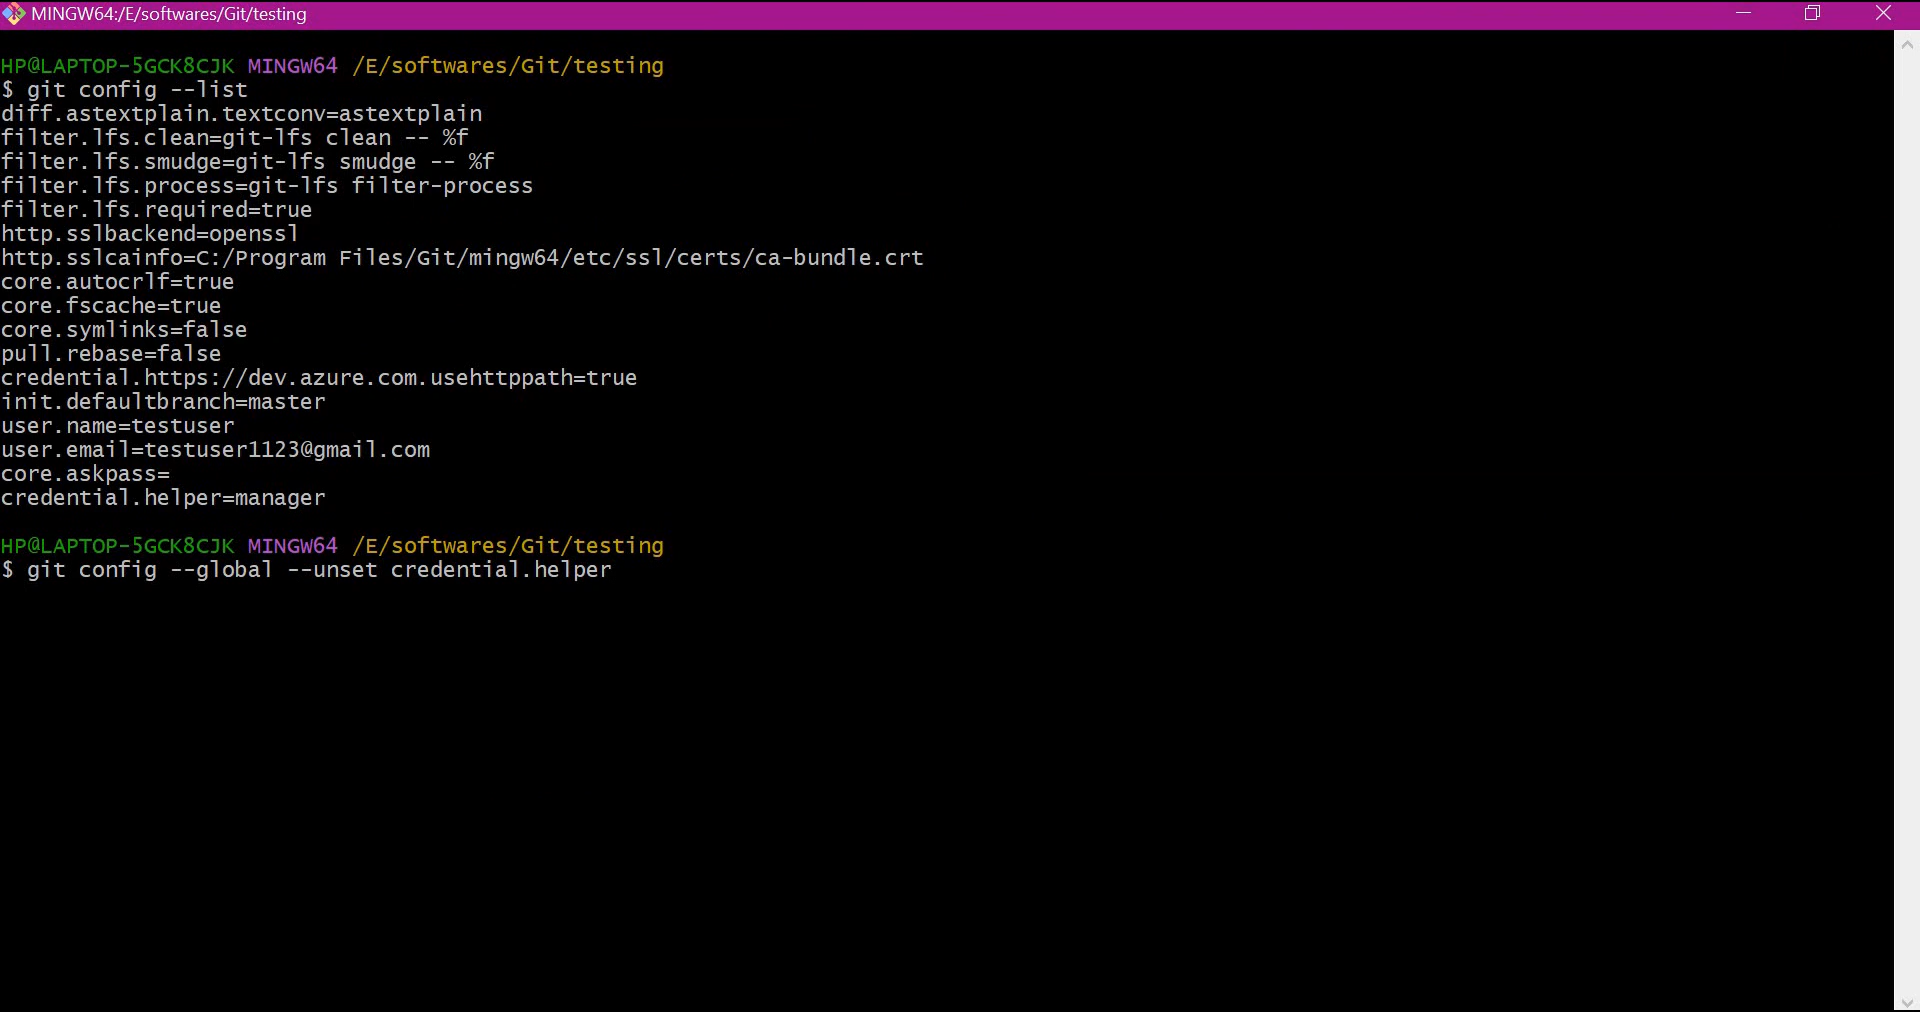 MINGW64:/E/softwares/Git/testing
HP@LAPTOP-5GCK8CJK MINGW64 /E/softwares/Git/testing
$ git config --list
diff.astextplain.textconv=astextplain
filter.lfs.clean=git-lfs clean -- %f
filter.lfs.smudge=git-lfs smudge -- %f
filter.lfs.process=git-lfs filter-process
filter.lfs.required=true
http.sslbackend=openssl
http.sslcainfo=C:/Program Files/Git/mingw64/etc/ssl/certs/ca-bundle.crt
core.autocrlf=true
core.fscache=true
core.symlinks=false
pull.rebase=false
credential.https://dev.azure.com.usehttppath=true
init.defaultbranch=master
user.name=testuser
user.email=testuser1123@gmail.com
core.askpass=
credential.helper=manager
HP@LAPTOP-5GCK8CJK MINGW64 /E/softwares/Git/testing
$ git config --global --unset credential.helper